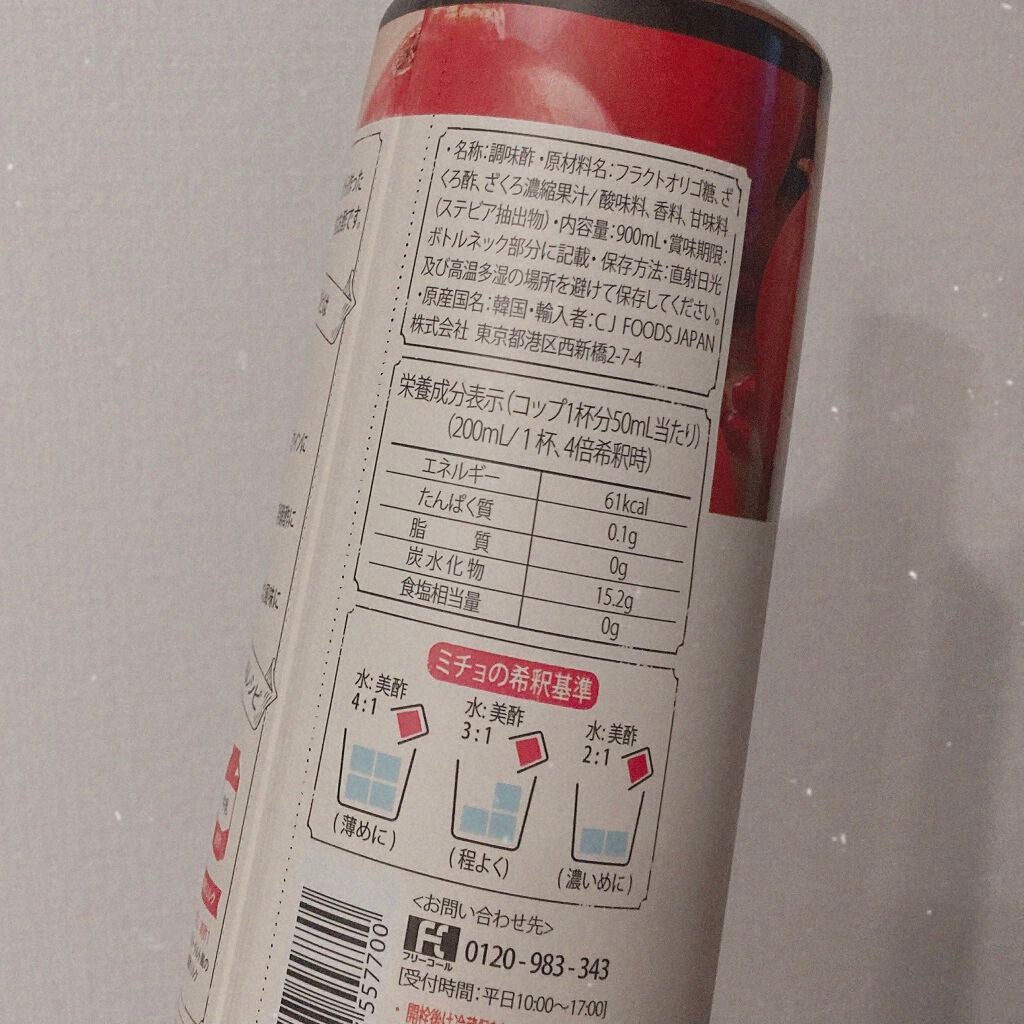 ・名称:調味酢・原材料名:フラクトオリゴ糖、ざ
くろ酢、ざくろ濃縮果汁/酸味料、香料、甘味料
(ステビア抽出物)・内容量:900mL・賞味期限:
ボトルネック部分に記載・保存方法:直射日光
及び高温多湿の場所を避けて保存してください。
・原産国名:韓国・輸入者:CJ FOODS JAPAN
株式会社 東京都港区西新橋2-7-4
栄養成分表示(コップ1杯分50mL当たり)
(200mL/1杯、4倍希釈時)
エネルギー 61kcal
たんぱく質 0.1g
脂 質 0g
炭水化物 15.2g
食塩相当量 0g
ミチョの希釈基準
水:美酢 4:1
(薄めに)
水:美酢 3:1
(程よく)
水:美酢 2:1
(濃いめに)
<お問い合わせ先>
フリーコール 0120-983-343
[受付時間:平日10:00〜17:00]
557700
レシピ